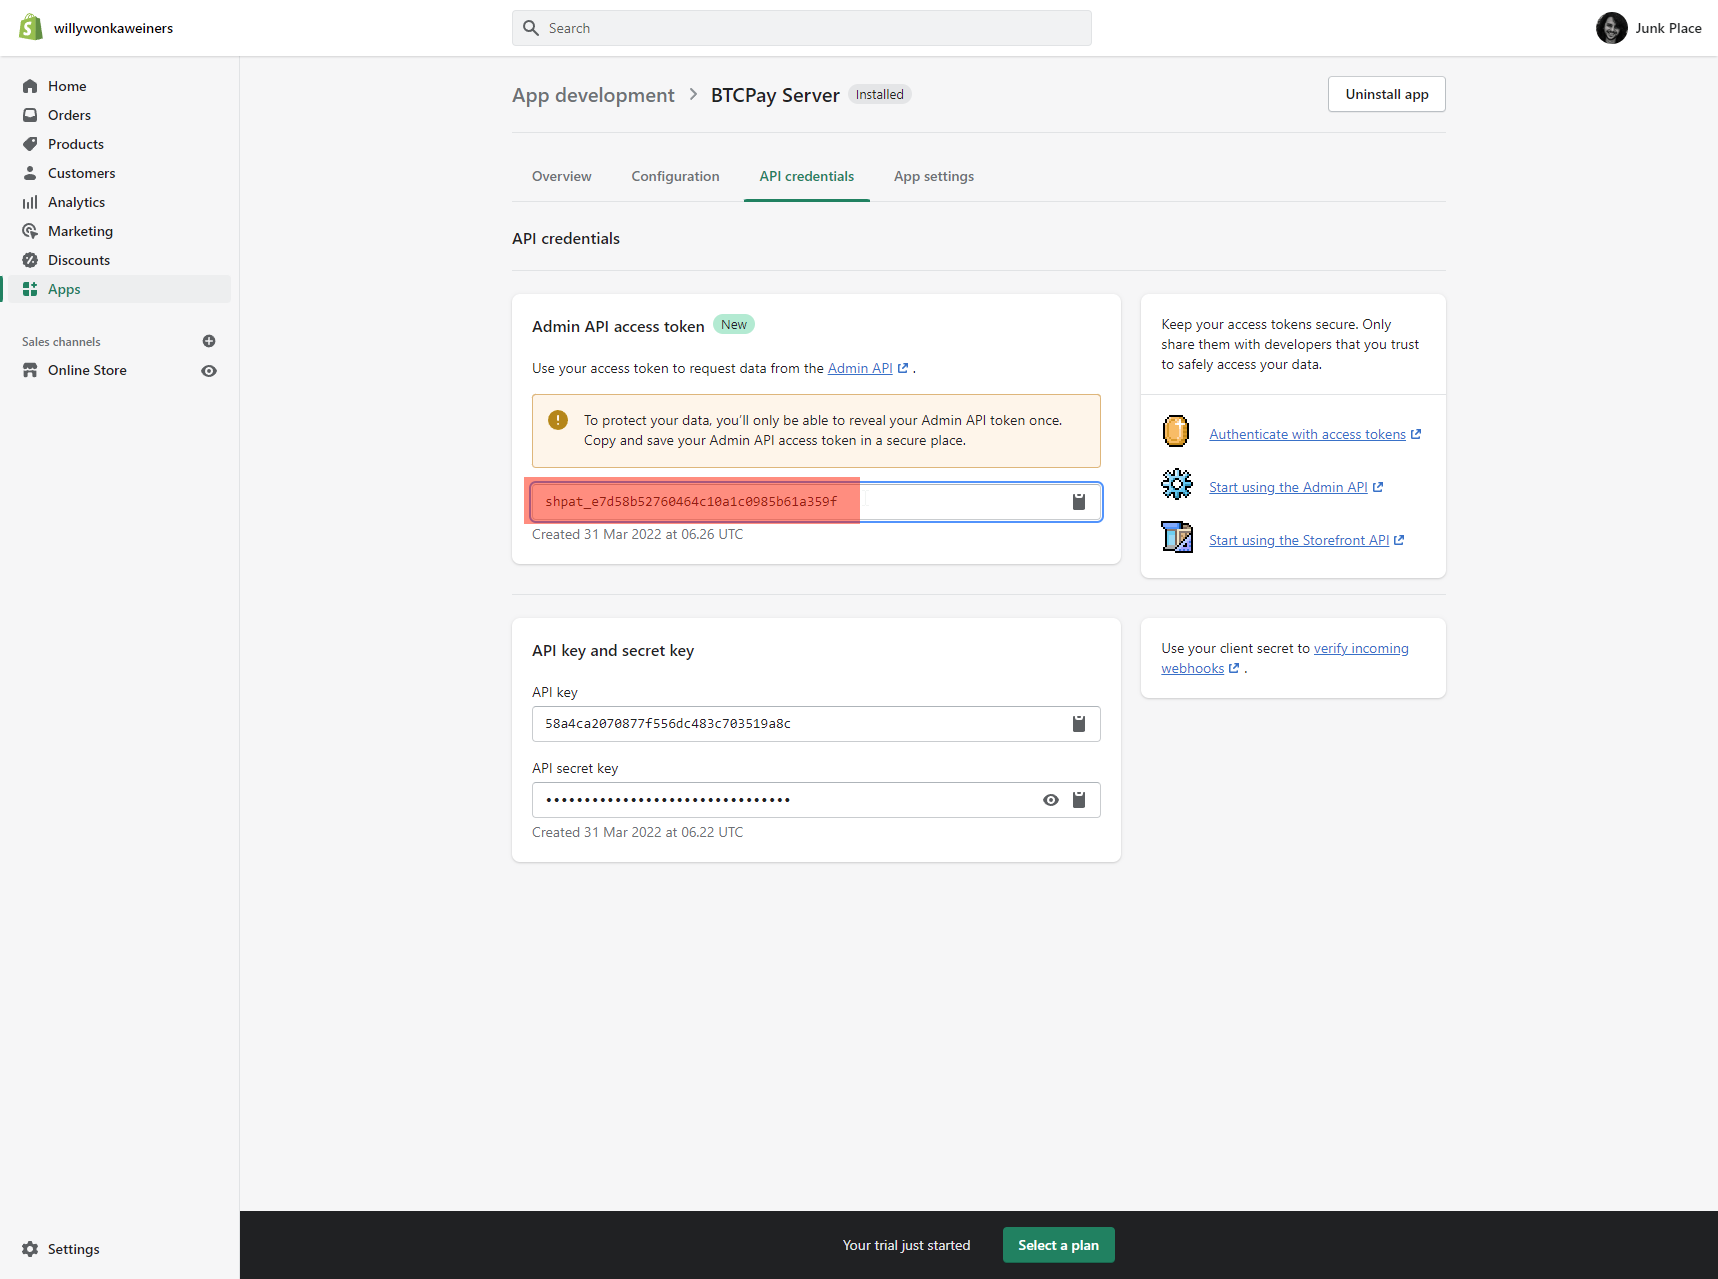 willywonkaweiners
Search
Junk Place
Home
Orders
Products
Customers
Analytics
Marketing
Discounts
Apps
Sales channels
Online Store
Settings
App development
BTCPay Server
Installed
Uninstall app
Overview
Configuration
API credentials
App settings
API credentials
Admin API access token
New
Use your access token to request data from the Admin API .
To protect your data, you'll only be able to reveal your Admin API token once.
Copy and save your Admin API access token in a secure place.
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
Created 31 Mar 2022 at 06.26 UTC
Keep your access tokens secure. Only
share them with developers that you trust
to safely access your data.
Authenticate with access tokens
Start using the Admin API
Start using the Storefront API
API key and secret key
API key
58a4ca2070877f556dc483c703519a8c
API secret key
••••••••••••••••••••••••••••••••
Created 31 Mar 2022 at 06.22 UTC
Use your client secret to verify incoming
webhooks .
Your trial just started
Select a plan